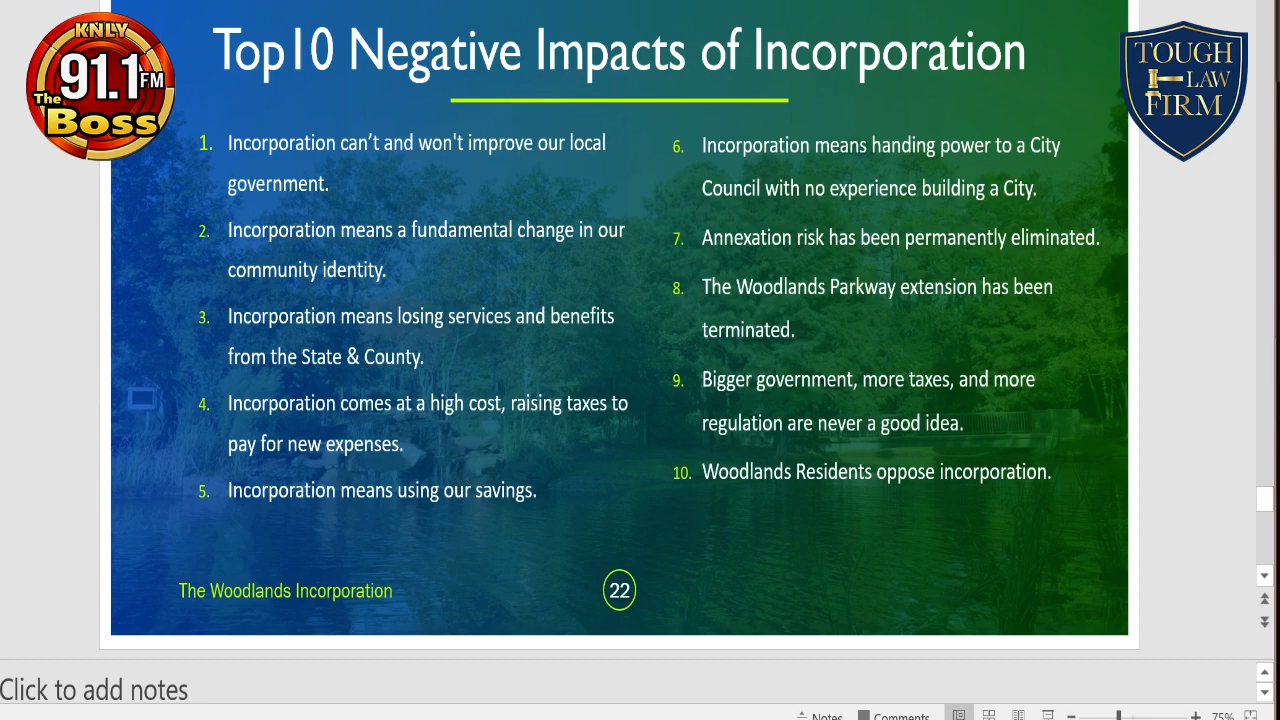 Top10 Negative Impacts of Incorporation
KNLY
91.1 FM
The
Boss
TOUGH
LAW
FIRM
1. Incorporation can’t and won't improve our local
government.
2. Incorporation means a fundamental change in our
community identity.
3. Incorporation means losing services and benefits
from the State & County.
4. Incorporation comes at a high cost, raising taxes to
pay for new expenses.
5. Incorporation means using our savings.
6. Incorporation means handing power to a City
Council with no experience building a City.
7. Annexation risk has been permanently eliminated.
8. The Woodlands Parkway extension has been
terminated.
9. Bigger government, more taxes, and more
regulation are never a good idea.
10. Woodlands Residents oppose incorporation.
The Woodlands Incorporation
22
Click to add notes
Notes
Comments
75%